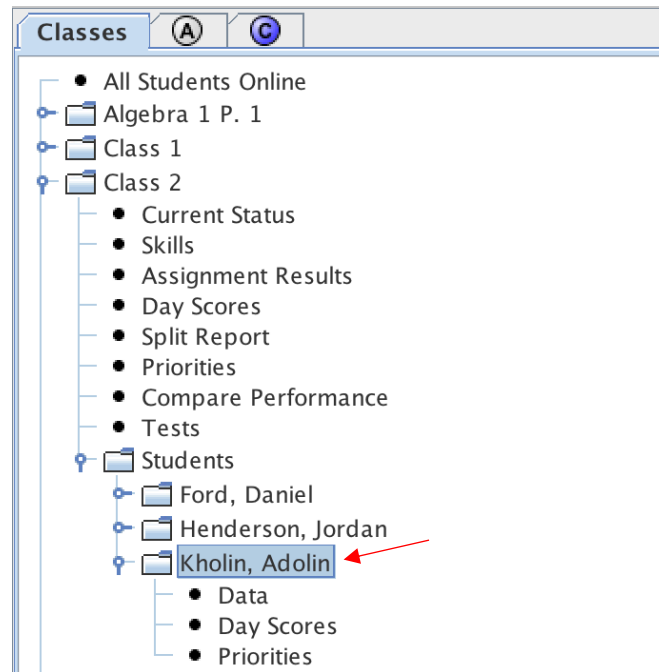 Classes A C
All Students Online
Algebra 1 P. 1
Class 1
Class 2
Current Status
Skills
Assignment Results
Day Scores
Split Report
Priorities
Compare Performance
Tests
Students
Ford, Daniel
Henderson, Jordan
Kholin, Adolin
Data
Day Scores
Priorities